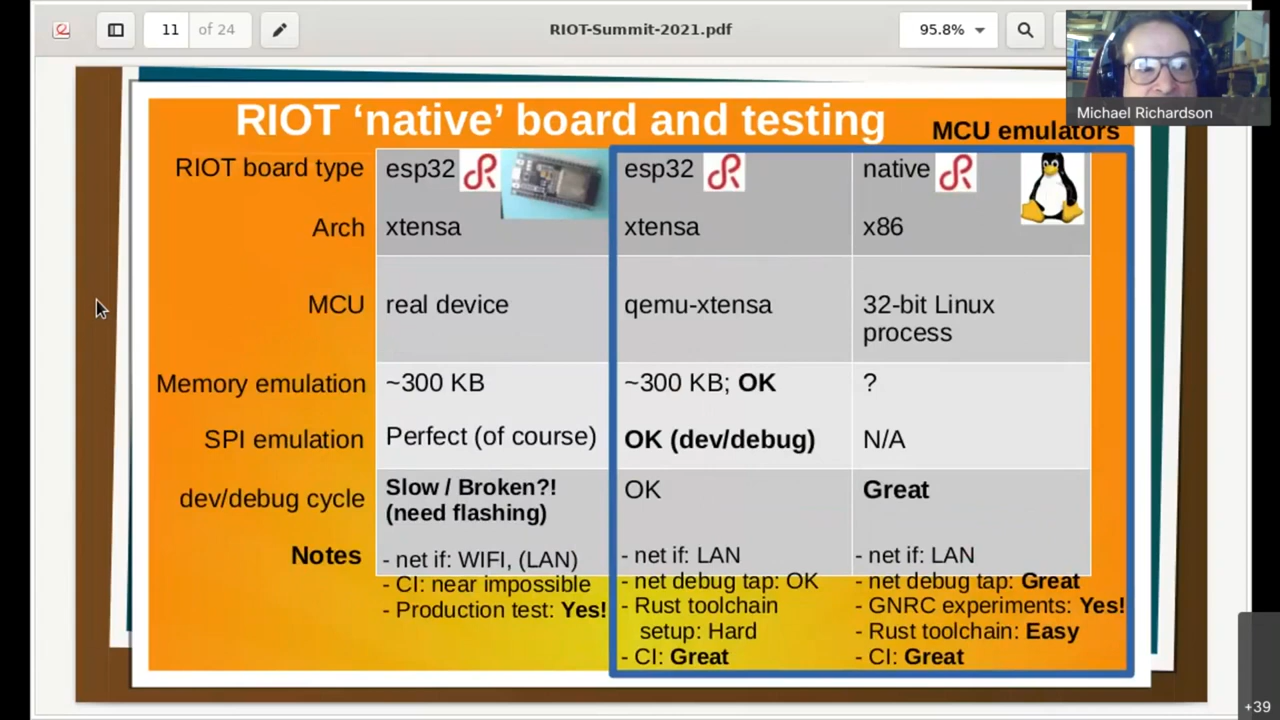 11 of 24
RIOT-Summit-2021.pdf
95.8%
Michael Richardson
RIOT ‘native’ board and testing
MCU emulators
RIOT board type esp32 esp32 native
Arch xtensa xtensa x86
MCU real device qemu-xtensa 32-bit Linux
process
Memory emulation ~300 KB ~300 KB; OK ?
SPI emulation Perfect (of course) OK (dev/debug) N/A
dev/debug cycle Slow / Broken?! OK Great
(need flashing)
Notes - net if: WIFI, (LAN) - net if: LAN - net if: LAN
- CI: near impossible - net debug tap: OK - net debug tap: Great
- Production test: Yes! - Rust toolchain - GNRC experiments: Yes!
setup: Hard - Rust toolchain: Easy
- CI: Great - CI: Great
+39